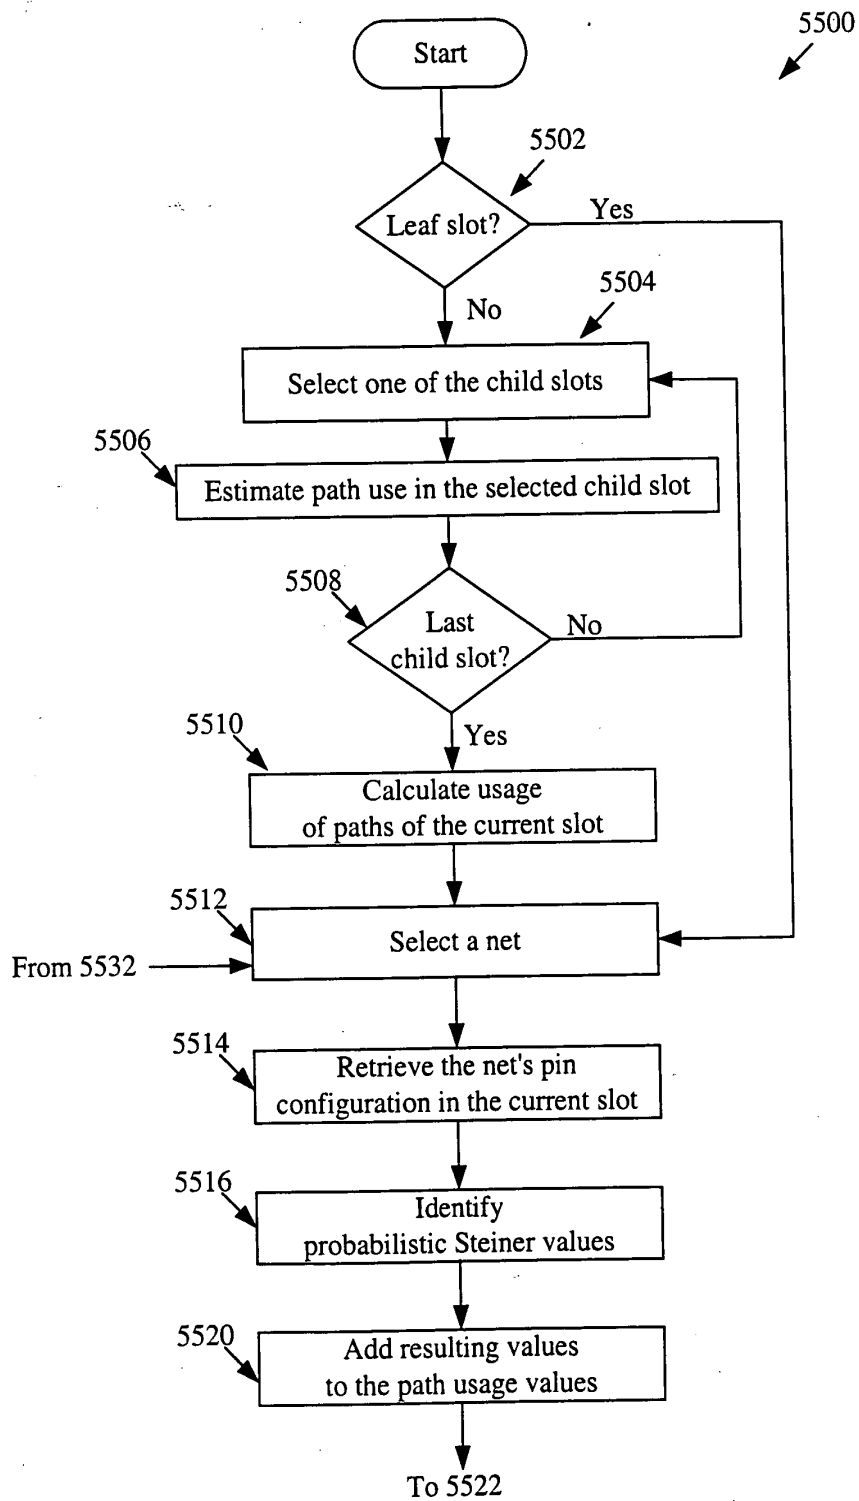 5500
Start
5502
Leaf slot?
Yes
No
5504
Select one of the child slots
5506
Estimate path use in the selected child slot
5508
Last
child slot?
No
Yes
5510
Calculate usage
of paths of the current slot
5512
Select a net
From 5532
5514
Retrieve the net's pin
configuration in the current slot
5516
Identify
probabilistic Steiner values
5520
Add resulting values
to the path usage values
To 5522